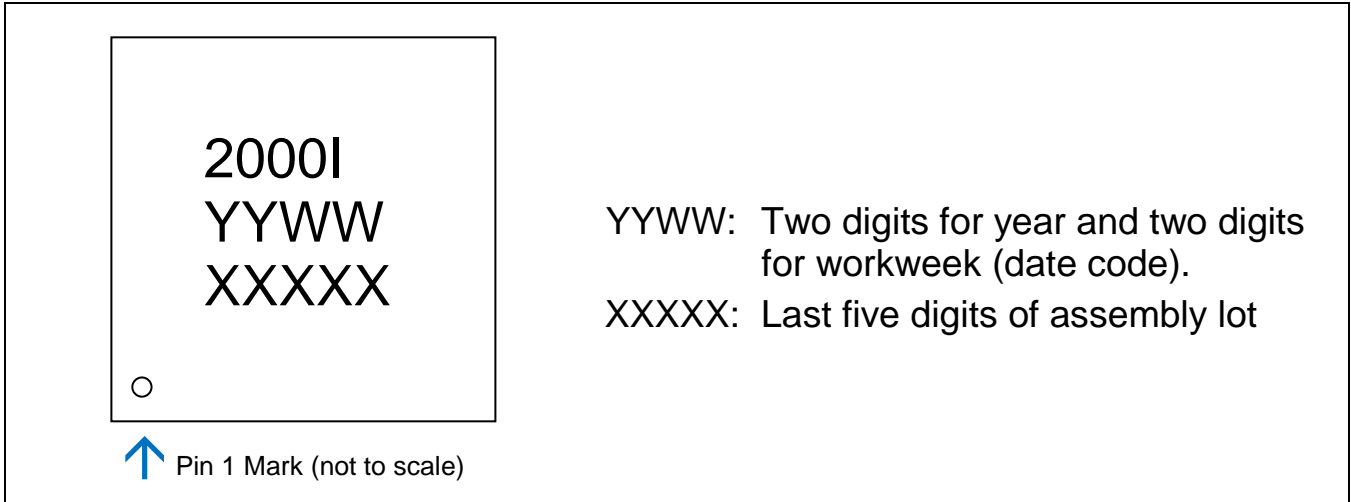 2000I
YYWW
XXXXX
YYWW: Two digits for year and two digits
for workweek (date code).
XXXXX: Last five digits of assembly lot
Pin 1 Mark (not to scale)